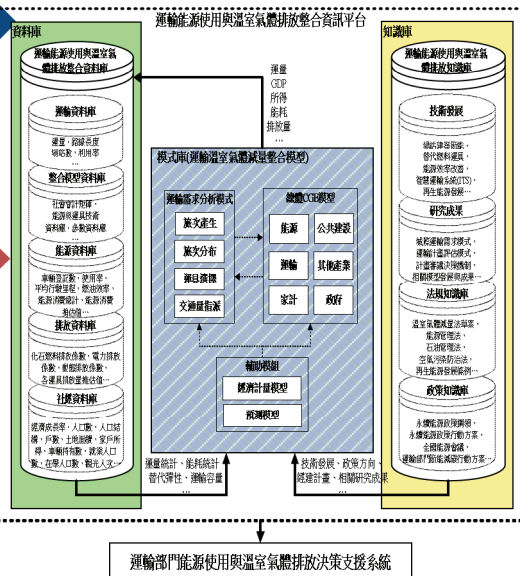 運輸能源使用與溫室氣體排放整合資訊平台
資料庫
運輸能源使用與溫室氣
體排放整合資料庫
運輸資料庫
運量、路線長度
場站數、利用率
…
整合模型資料庫
社會會計矩陣、
能源與運具技術
資料庫、參數資料庫
能源資料庫
車輛登記數、使用率、
平均行駛里程、燃油效率、
能源消費總計、能源消費
推估值…
排放資料庫
化石燃料排放係數、電力排放
係數、動態排放係數、
各運具排放量推估值…
社經資料庫
經濟成長率、人口數、人口結
構、戶數、土地面積、家戶所
得、車輛持有數、就業人口
數、在學人口數、觀光人次…
運量
GDP
所得
能耗
排放量
…
模式庫(運輸溫室氣體減量整合模型)
運輸需求分析模式
旅次產生
旅次分布
運具選擇
交通量指派
總體CGE模型
能源
公共建設
運輸
其他產業
家計
政府
輔助模組
經濟計量模型
預測模型
運量統計、能耗統計
替代彈性、運輸容量
…
技術發展、政策方向、
經建計畫、相關研究成果
…
知識庫
運輸能源使用與溫室氣
體排放知識庫
技術發展
替代燃料運具、
能源效率改善、
智慧運輸系統(ITS)、
再生能源發展…
研究成果
城際運輸需求模式、
運輸計畫評估模式、
計畫審議決策機制、
相關模型發展與成果…
法規知識庫
溫室氣體減量法草案、
能源管理法、
石油管理法、
空氣污染防治法、
再生能源發展條例…
政策知識庫
永續能源政策綱領、
永續能源政策行動方案、
全國能源會議、
運輸部門節能減碳行動方案…
運輸部門能源使用與溫室氣體排放決策支援系統